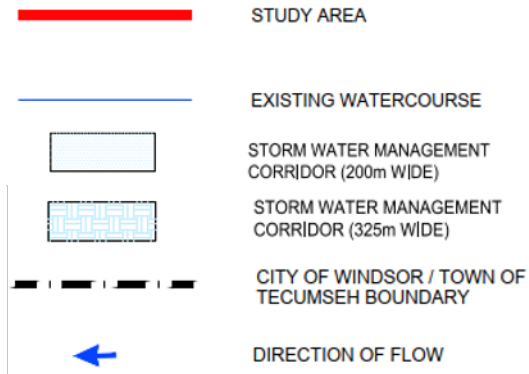 STUDY AREA
EXISTING WATERCOURSE
STORM WATER MANAGEMENT
CORRIDOR (200m WIDE)
STORM WATER MANAGEMENT
CORRIDOR (325m WIDE)
CITY OF WINDSOR / TOWN OF
TECUMSEH BOUNDARY
DIRECTION OF FLOW